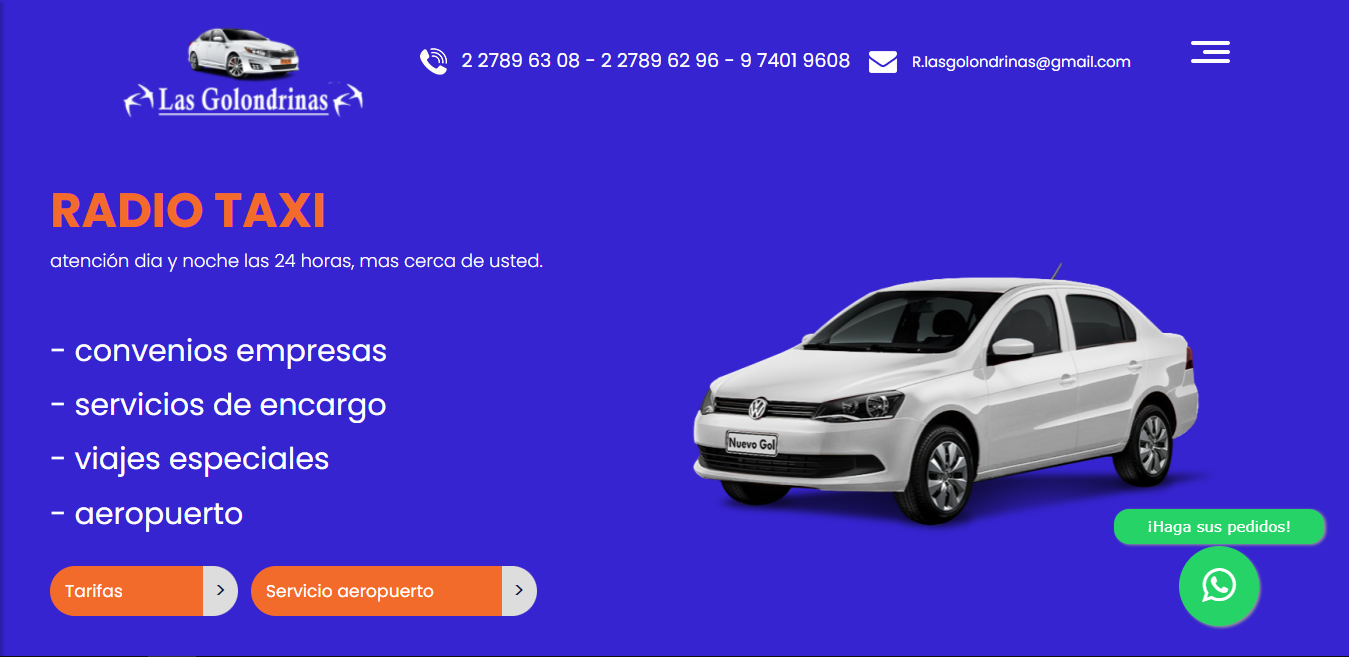 Las Golondrinas
2 2789 63 08 - 2 2789 62 96 - 9 7401 9608
R.lasgolondrinas@gmail.com
RADIO TAXI
atención dia y noche las 24 horas, mas cerca de usted.
- convenios empresas
- servicios de encargo
- viajes especiales
- aeropuerto
Nuevo Gol
¡Haga sus pedidos!
Tarifas >
Servicio aeropuerto >